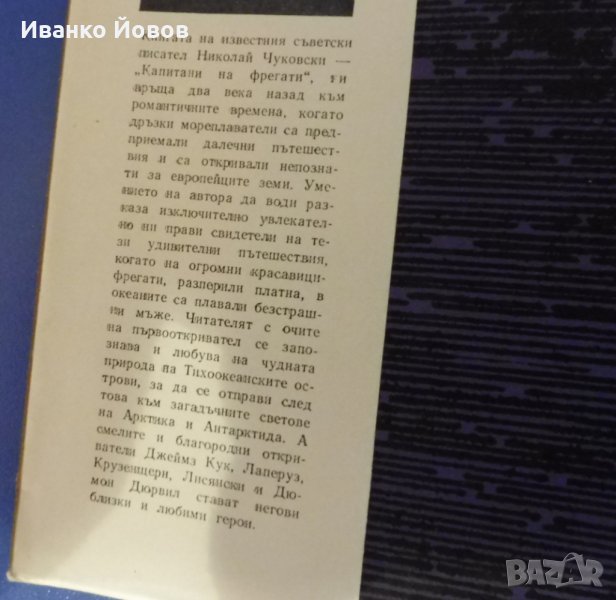 Иванко Йовов
Книгата на известния съветски
писател Николай Чуковски —
„Капитани на фрегати“, ни
връща два века назад към
романтичните времена, когато
дръзки мореплаватели са пред-
приемали далечни пътешест-
вия и са откривали непозна-
ти за европейците земи. Уме-
нието на автора да води раз-
каза изключително увлекател-
но ни прави свидетели на те-
зи удивителни пътешествия,
когато на огромни красавици-
фрегати, разперили платна, в
океаните са плавали безстраш-
ни мъже. Читателят с очите
на първооткривател се запо-
знава и любува на чудната
природа на Тихоокеанските ос-
трови, за да се отправи след
това към загадъчните светове
на Арктика и Антарктида. А
смелите и благородни откри-
ватели Джеймз Кук, Лаперуз,
Крузенщерн, Лисянски и Дю-
мон Дюрвил стават негови
близки и любими герои.
BAZAR